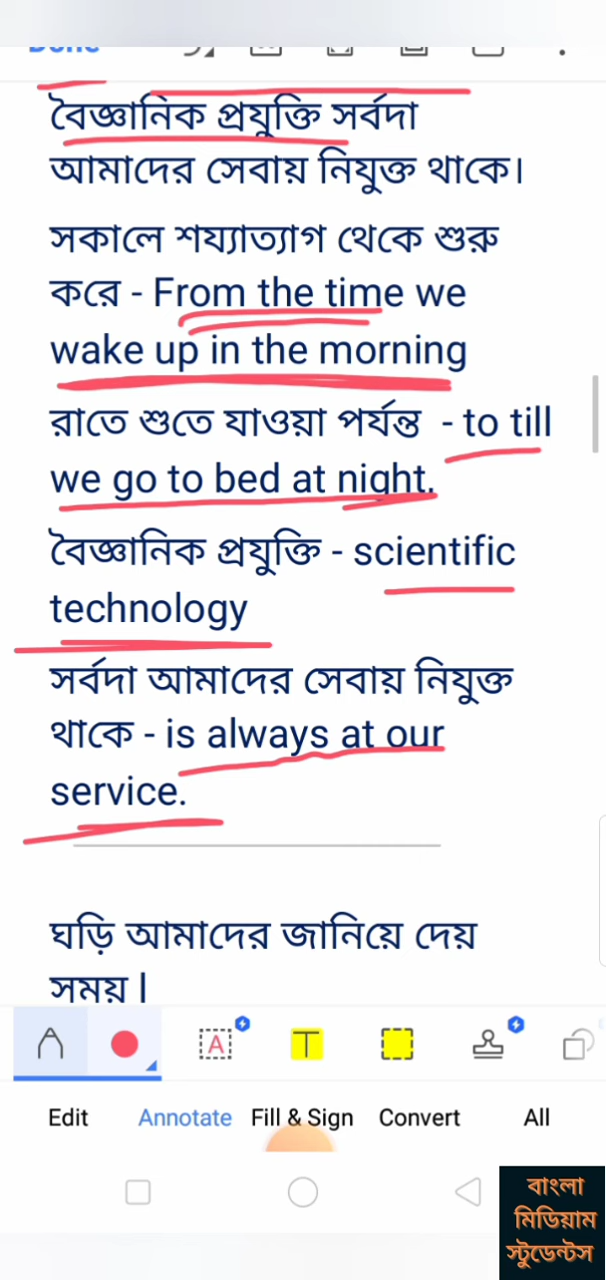 Done
বৈজ্ঞানিক প্রযুক্তি সর্বদা
আমাদের সেবায় নিযুক্ত থাকে।
সকালে শয্যাত্যাগ থেকে শুরু
করে - From the time we
wake up in the morning
রাতে শুতে যাওয়া পর্যন্ত - to till
we go to bed at night.
বৈজ্ঞানিক প্রযুক্তি - scientific
technology
সর্বদা আমাদের সেবায় নিযুক্ত
থাকে - is always at our
service.
ঘড়ি আমাদের জানিয়ে দেয়
সময় |
A T
Edit Annotate Fill & Sign Convert All
বাংলা
মিডিয়াম
স্টুডেন্টস